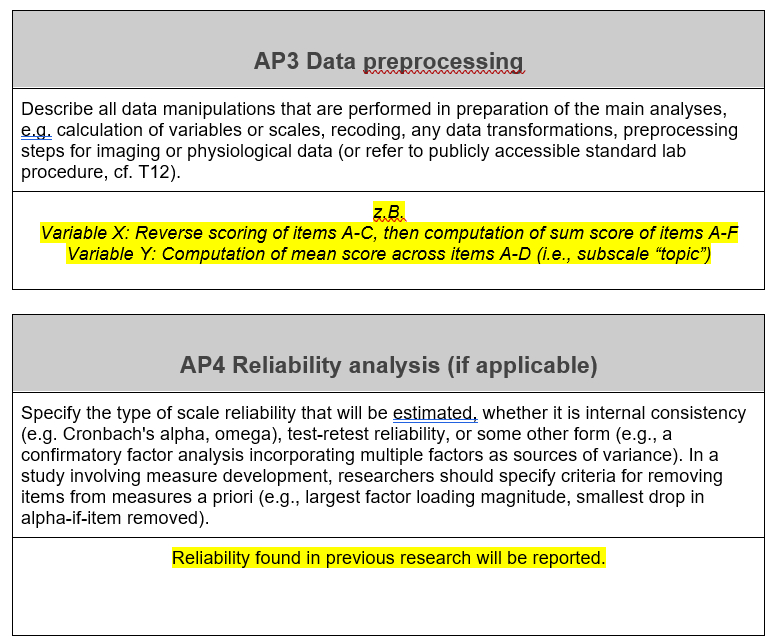 AP3 Data preprocessing
Describe all data manipulations that are performed in preparation of the main analyses,
e.g. calculation of variables or scales, recoding, any data transformations, preprocessing
steps for imaging or physiological data (or refer to publicly accessible standard lab
procedure, cf. T12).
z.B.
Variable X: Reverse scoring of items A-C, then computation of sum score of items A-F
Variable Y: Computation of mean score across items A-D (i.e., subscale “topic”)
AP4 Reliability analysis (if applicable)
Specify the type of scale reliability that will be estimated, whether it is internal consistency
(e.g. Cronbach's alpha, omega), test-retest reliability, or some other form (e.g., a
confirmatory factor analysis incorporating multiple factors as sources of variance). In a
study involving measure development, researchers should specify criteria for removing
items from measures a priori (e.g., largest factor loading magnitude, smallest drop in
alpha-if-item removed).
Reliability found in previous research will be reported.